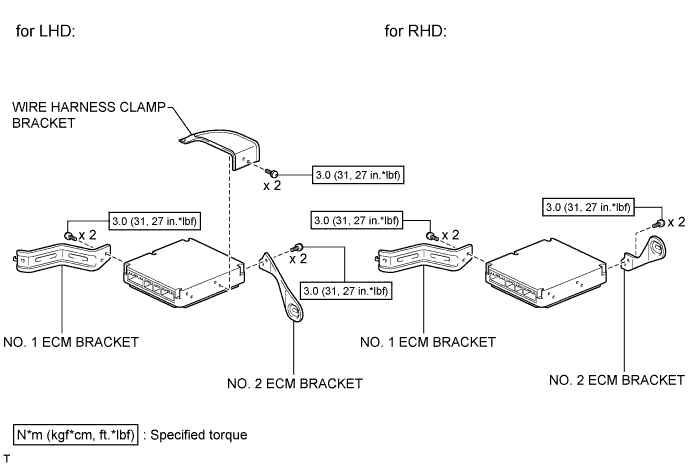 for LHD:
for RHD:
WIRE HARNESS CLAMP
BRACKET
3.0 (31, 27 in.*lbf)
x 2
3.0 (31, 27 in.*lbf)
x 2
x 2
3.0 (31, 27 in.*lbf)
NO. 1 ECM BRACKET
NO. 2 ECM BRACKET
3.0 (31, 27 in.*lbf)
x 2
3.0 (31, 27 in.*lbf)
x 2
NO. 1 ECM BRACKET
NO. 2 ECM BRACKET
N*m (kgf*cm, ft.*lbf) : Specified torque
T